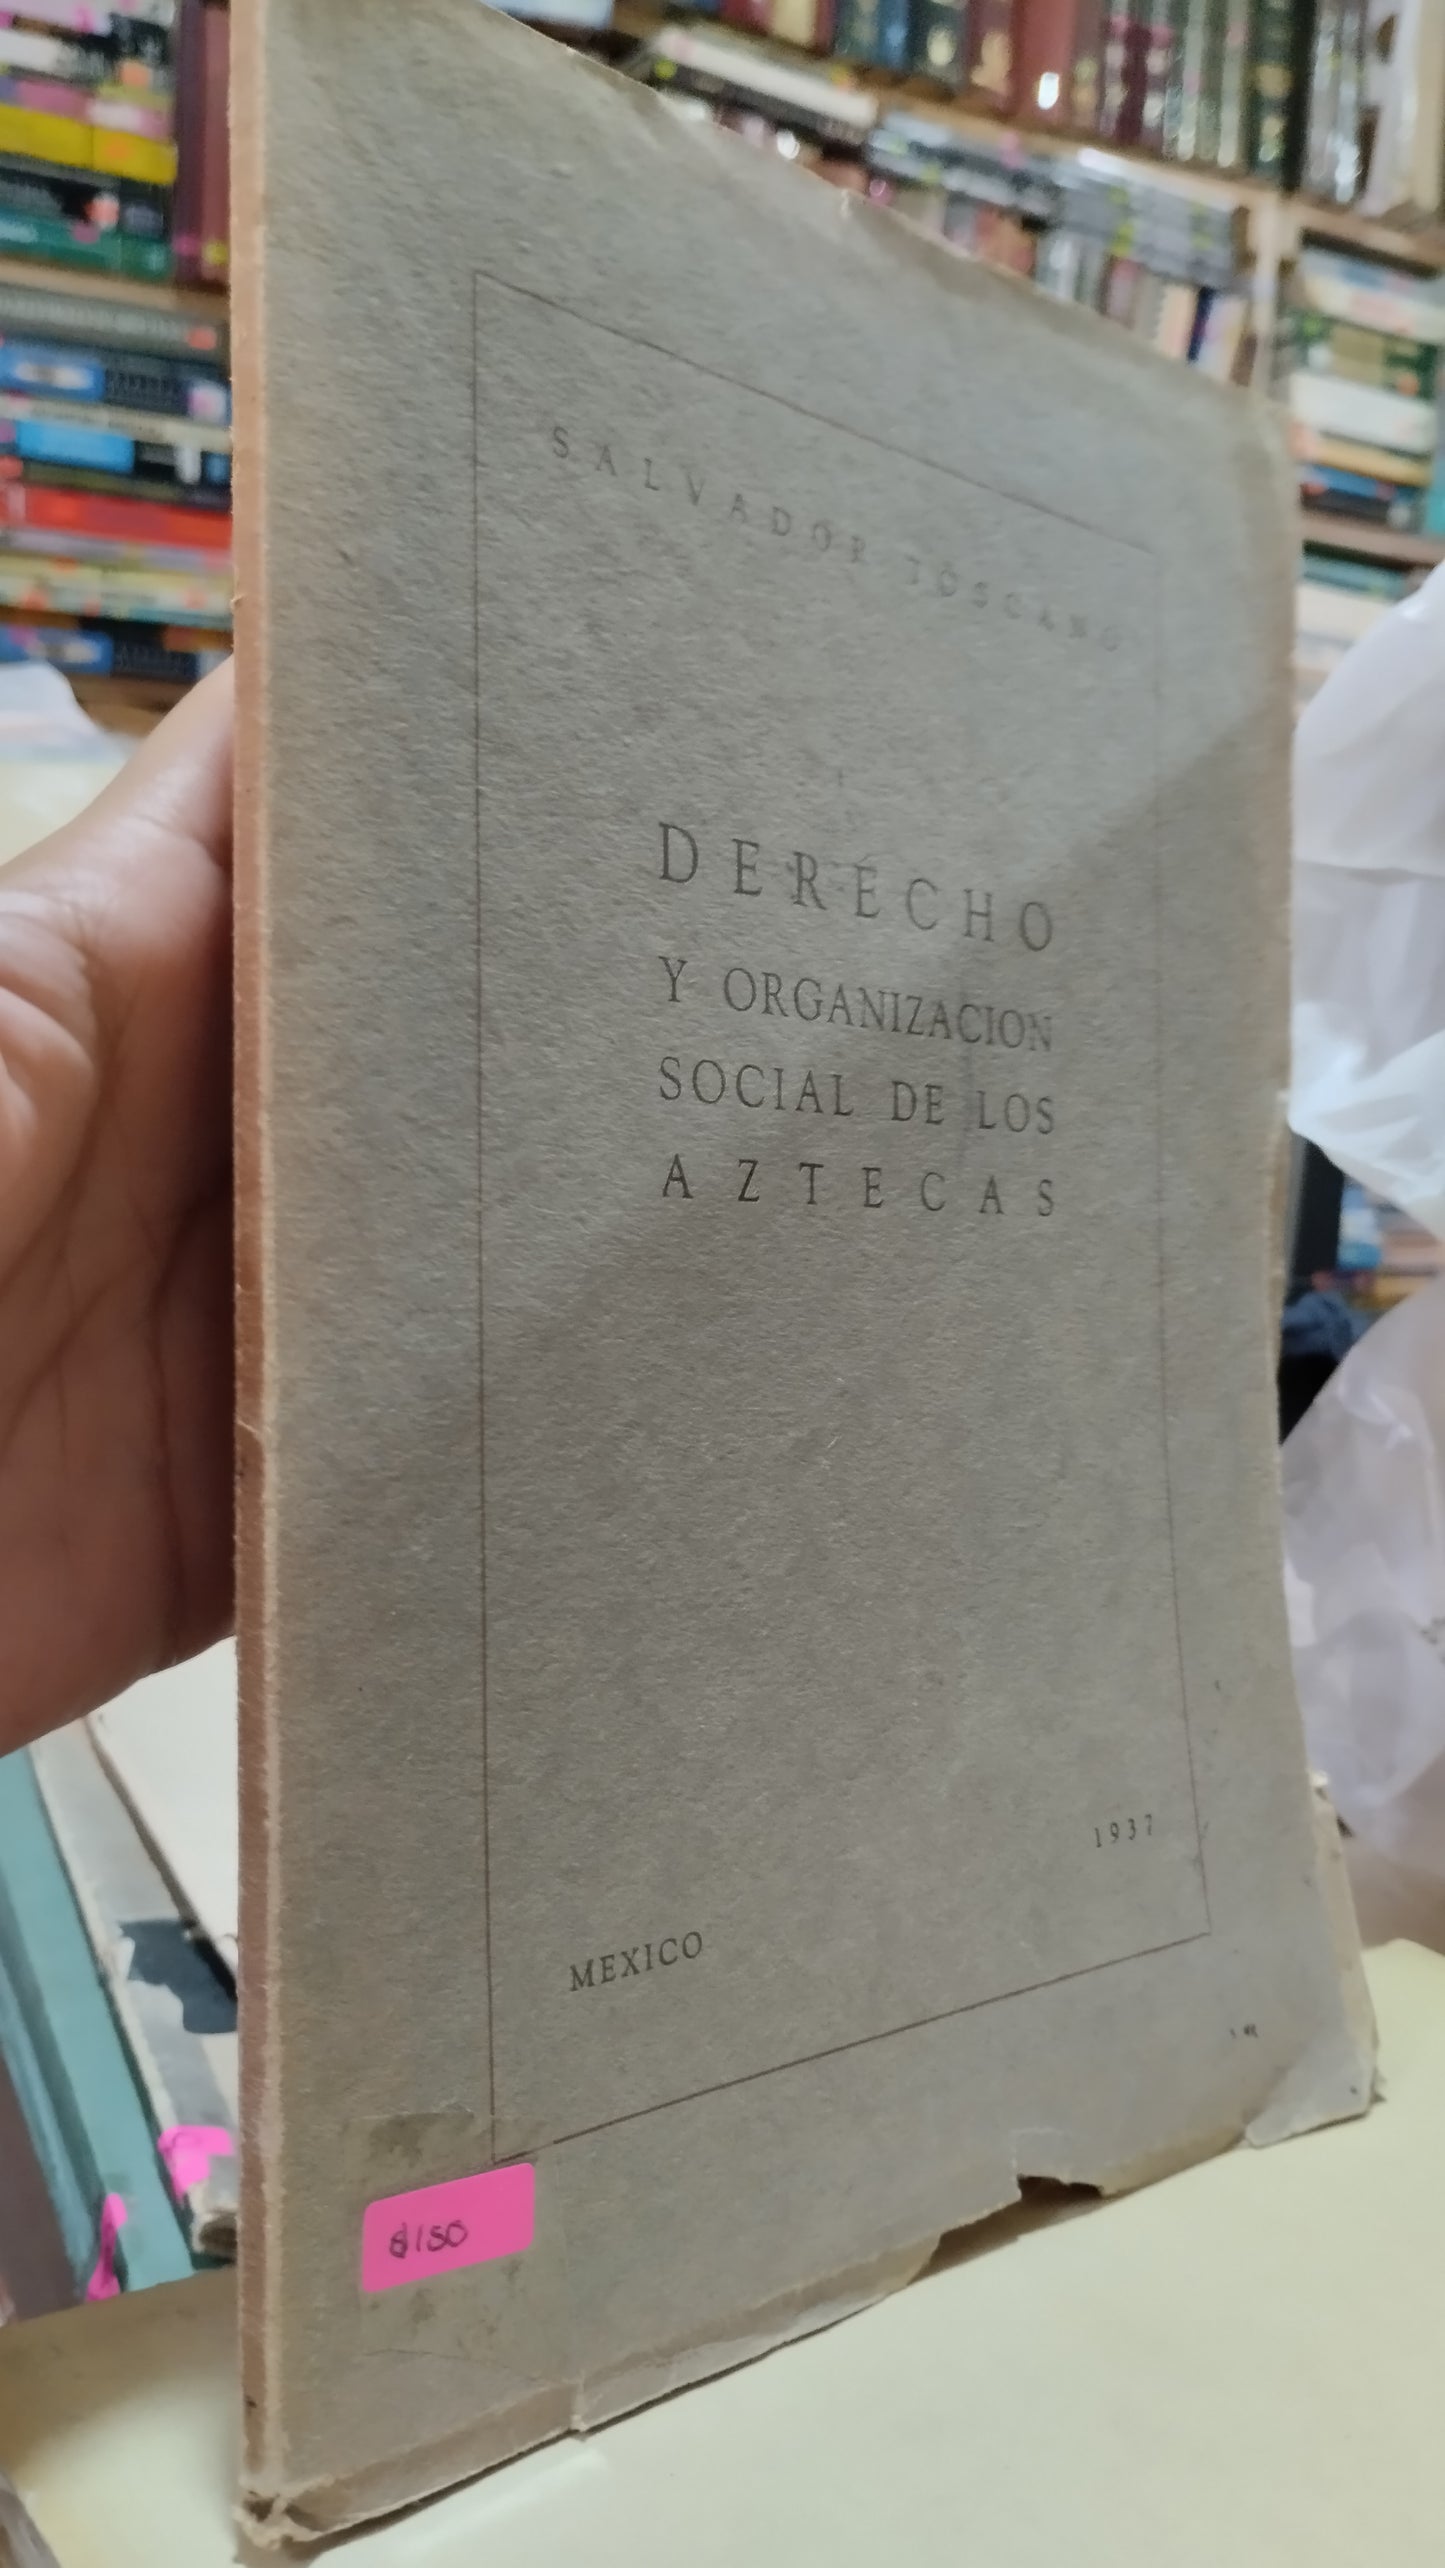 SALVADOR TOSCANO
DERECHO
Y ORGANIZACION
SOCIAL DE LOS
AZTECAS
1937
MEXICO
$150